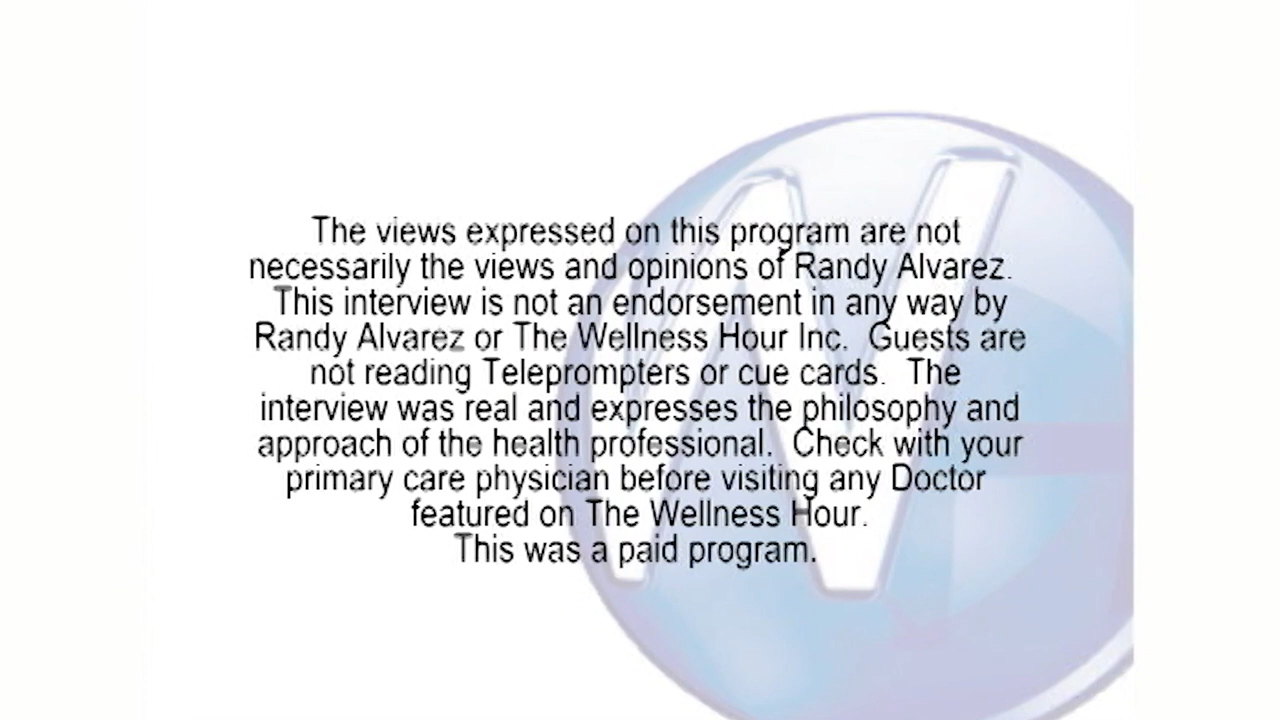 The views expressed on this program are not
necessarily the views and opinions of Randy Alvarez.
This interview is not an endorsement in any way by
Randy Alvarez or The Wellness Hour Inc.  Guests are
not reading Teleprompters or cue cards.  The
interview was real and expresses the philosophy and
approach of the health professional.  Check with your
primary care physician before visiting any Doctor
featured on The Wellness Hour.
This was a paid program.